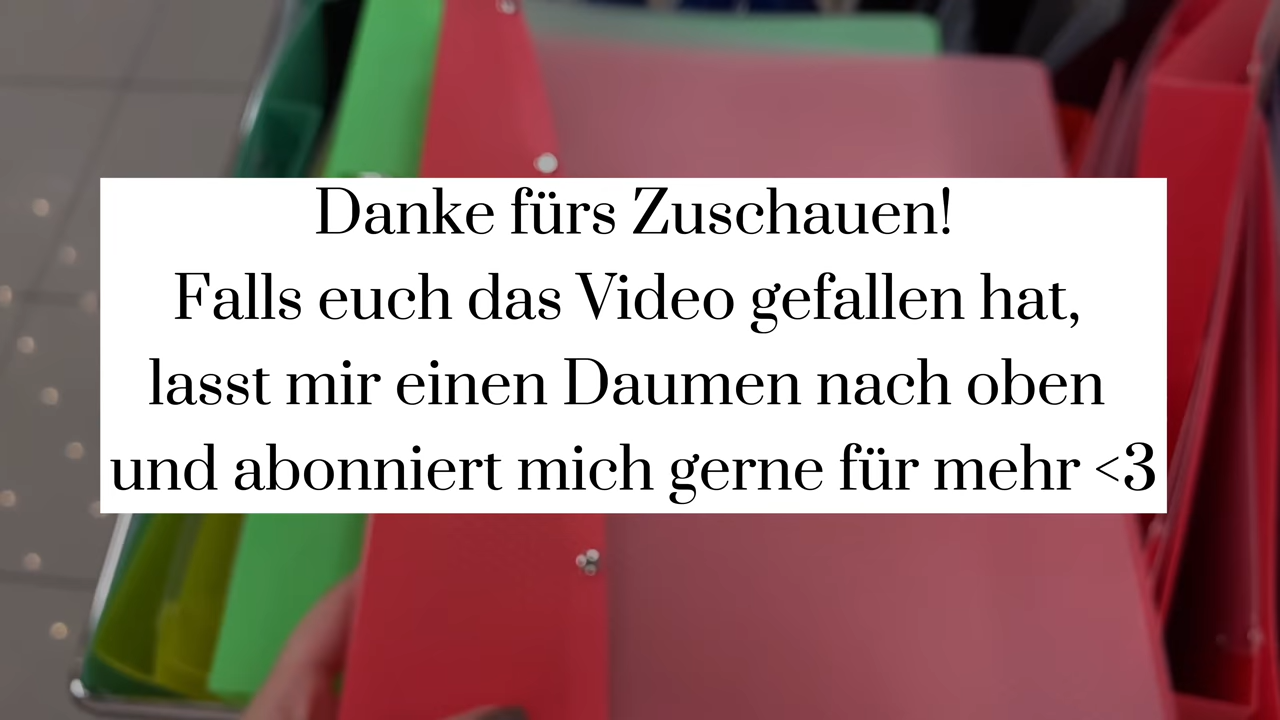 Danke fürs Zuschauen!
Falls euch das Video gefallen hat,
lasst mir einen Daumen nach oben
und abonniert mich gerne für mehr <3